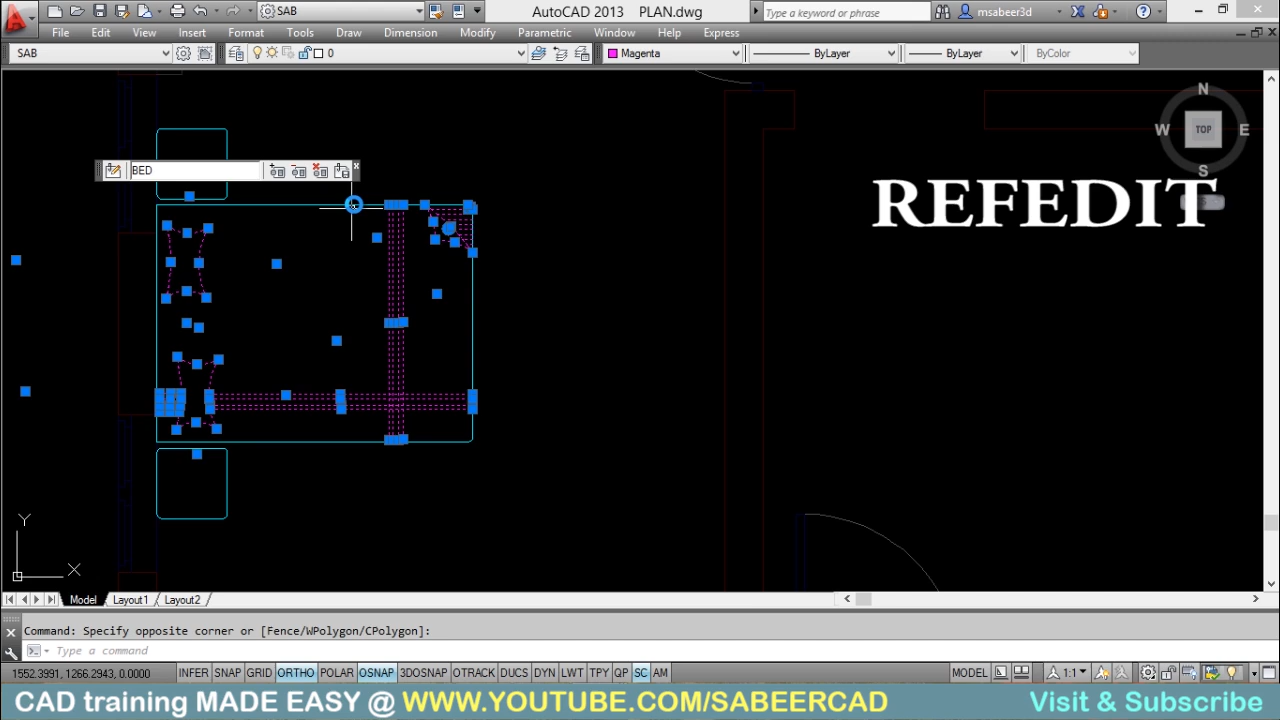 SAB
AutoCAD 2013 PLAN.dwg
Type a keyword or phrase
msabeer3d
File Edit View Insert Format Tools Draw Dimension Modify Parametric Window Help Express
SAB
0
Magenta
ByLayer
ByLayer
ByColor
N
W TOP E
S
BED
REFEDIT
Y
X
Model Layout1 Layout2
Command: Specify opposite corner or [Fence/WPolygon/CPolygon]:
Type a command
1552.3991, 1266.2943, 0.0000 INFER SNAP GRID ORTHO POLAR OSNAP 3DOSNAP OTRACK DUCS DYN LWT TPY QP SC AM MODEL 1:1
CAD training MADE EASY @ WWW.YOUTUBE.COM/SABEERCAD Visit & Subscribe